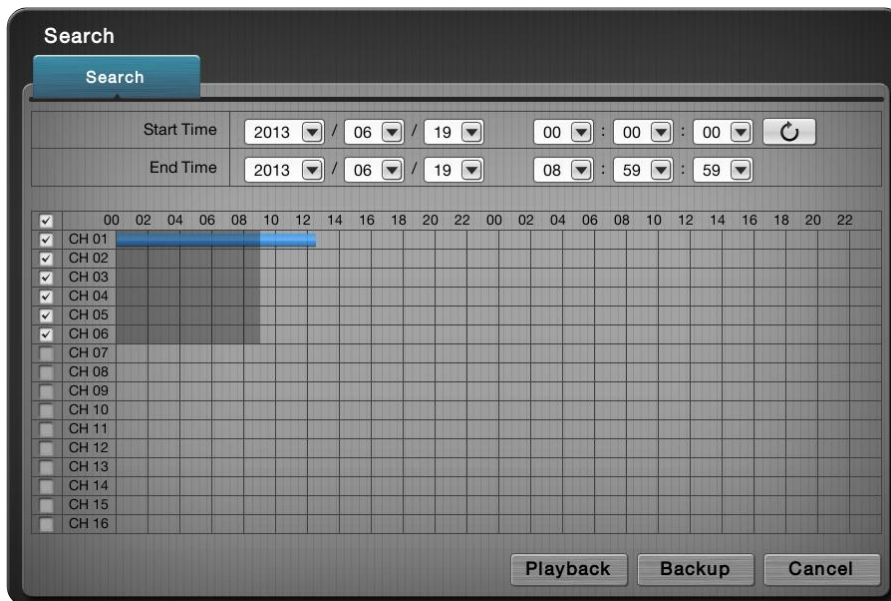 Search
Search
Start Time 2013 / 06 / 19 00 : 00 : 00
End Time 2013 / 06 / 19 08 : 59 : 59
00 02 04 06 08 10 12 14 16 18 20 22 00 02 04 06 08 10 12 14 16 18 20 22
CH 01
CH 02
CH 03
CH 04
CH 05
CH 06
CH 07
CH 08
CH 09
CH 10
CH 11
CH 12
CH 13
CH 14
CH 15
CH 16
Playback Backup Cancel